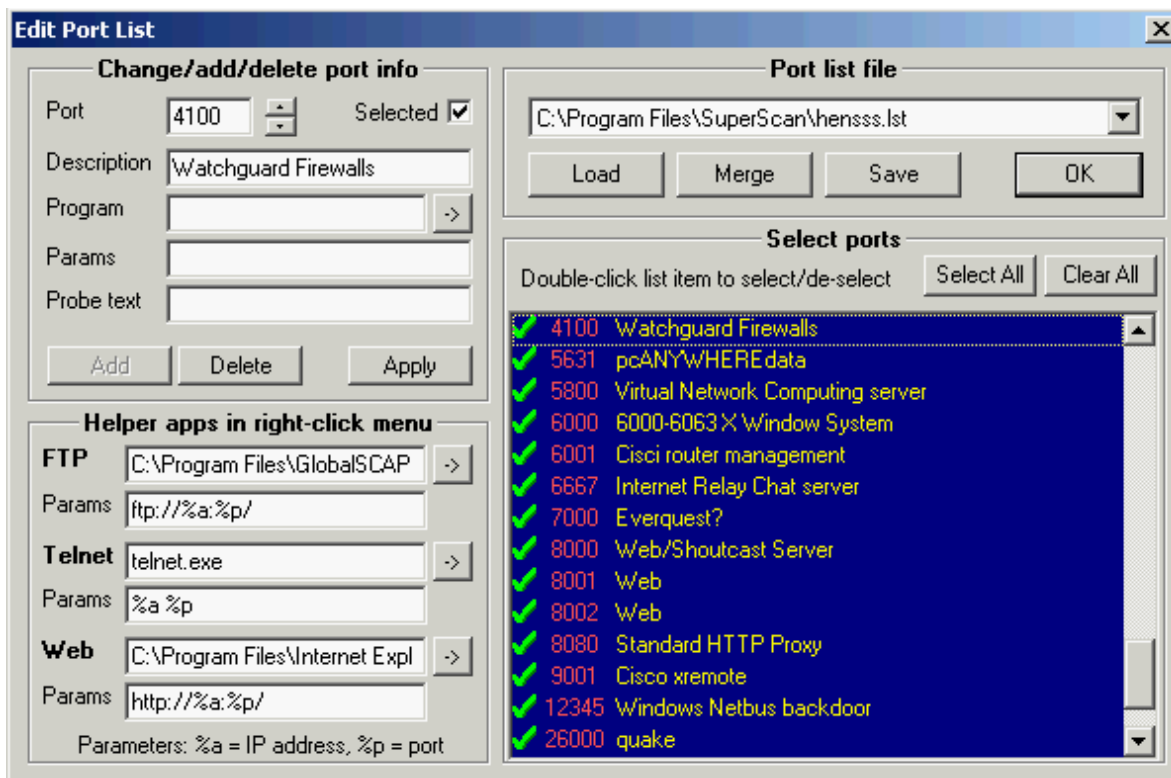 Edit Port List
Change/add/delete port info
Port 4100 Selected
Description Watchguard Firewalls
Program ->
Params
Probe text
Add Delete Apply
Helper apps in right-click menu
FTP C:\Program Files\GlobalSCAP ->
Params ftp://%a:%p/
Telnet telnet.exe ->
Params %a %p
Web C:\Program Files\Internet Expl ->
Params http://%a:%p/
Parameters: %a = IP address, %p = port
Port list file
C:\Program Files\SuperScan\hensss.lst
Load Merge Save OK
Select ports
Double-click list item to select/de-select Select All Clear All
4100 Watchguard Firewalls
5631 pcANYWHEREdata
5800 Virtual Network Computing server
6000 6000-6063 X Window System
6001 Cisci router management
6667 Internet Relay Chat server
7000 Everquest?
8000 Web/Shoutcast Server
8001 Web
8002 Web
8080 Standard HTTP Proxy
9001 Cisco xremote
12345 Windows Netbus backdoor
26000 quake